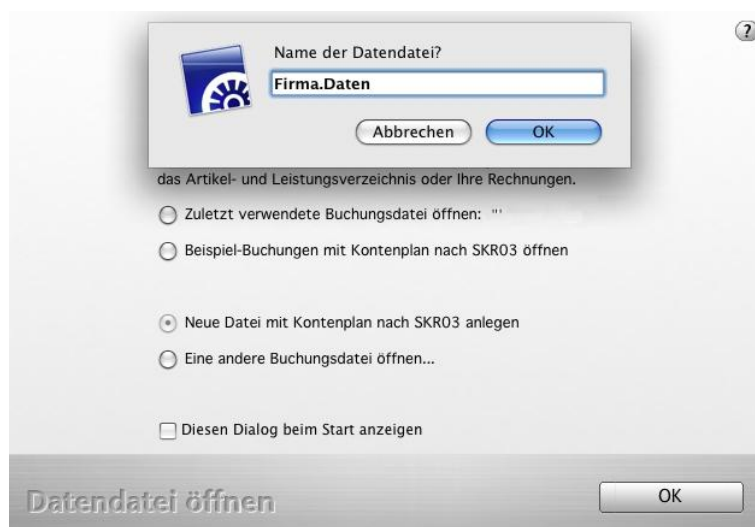 ?
Name der Datendatei?
Firma.Daten
Abbrechen OK
das Artikel- und Leistungsverzeichnis oder Ihre Rechnungen.
Zuletzt verwendete Buchungsdatei öffnen: "'
Beispiel-Buchungen mit Kontenplan nach SKR03 öffnen
Neue Datei mit Kontenplan nach SKR03 anlegen
Eine andere Buchungsdatei öffnen...
Diesen Dialog beim Start anzeigen
Datendatei öffnen OK